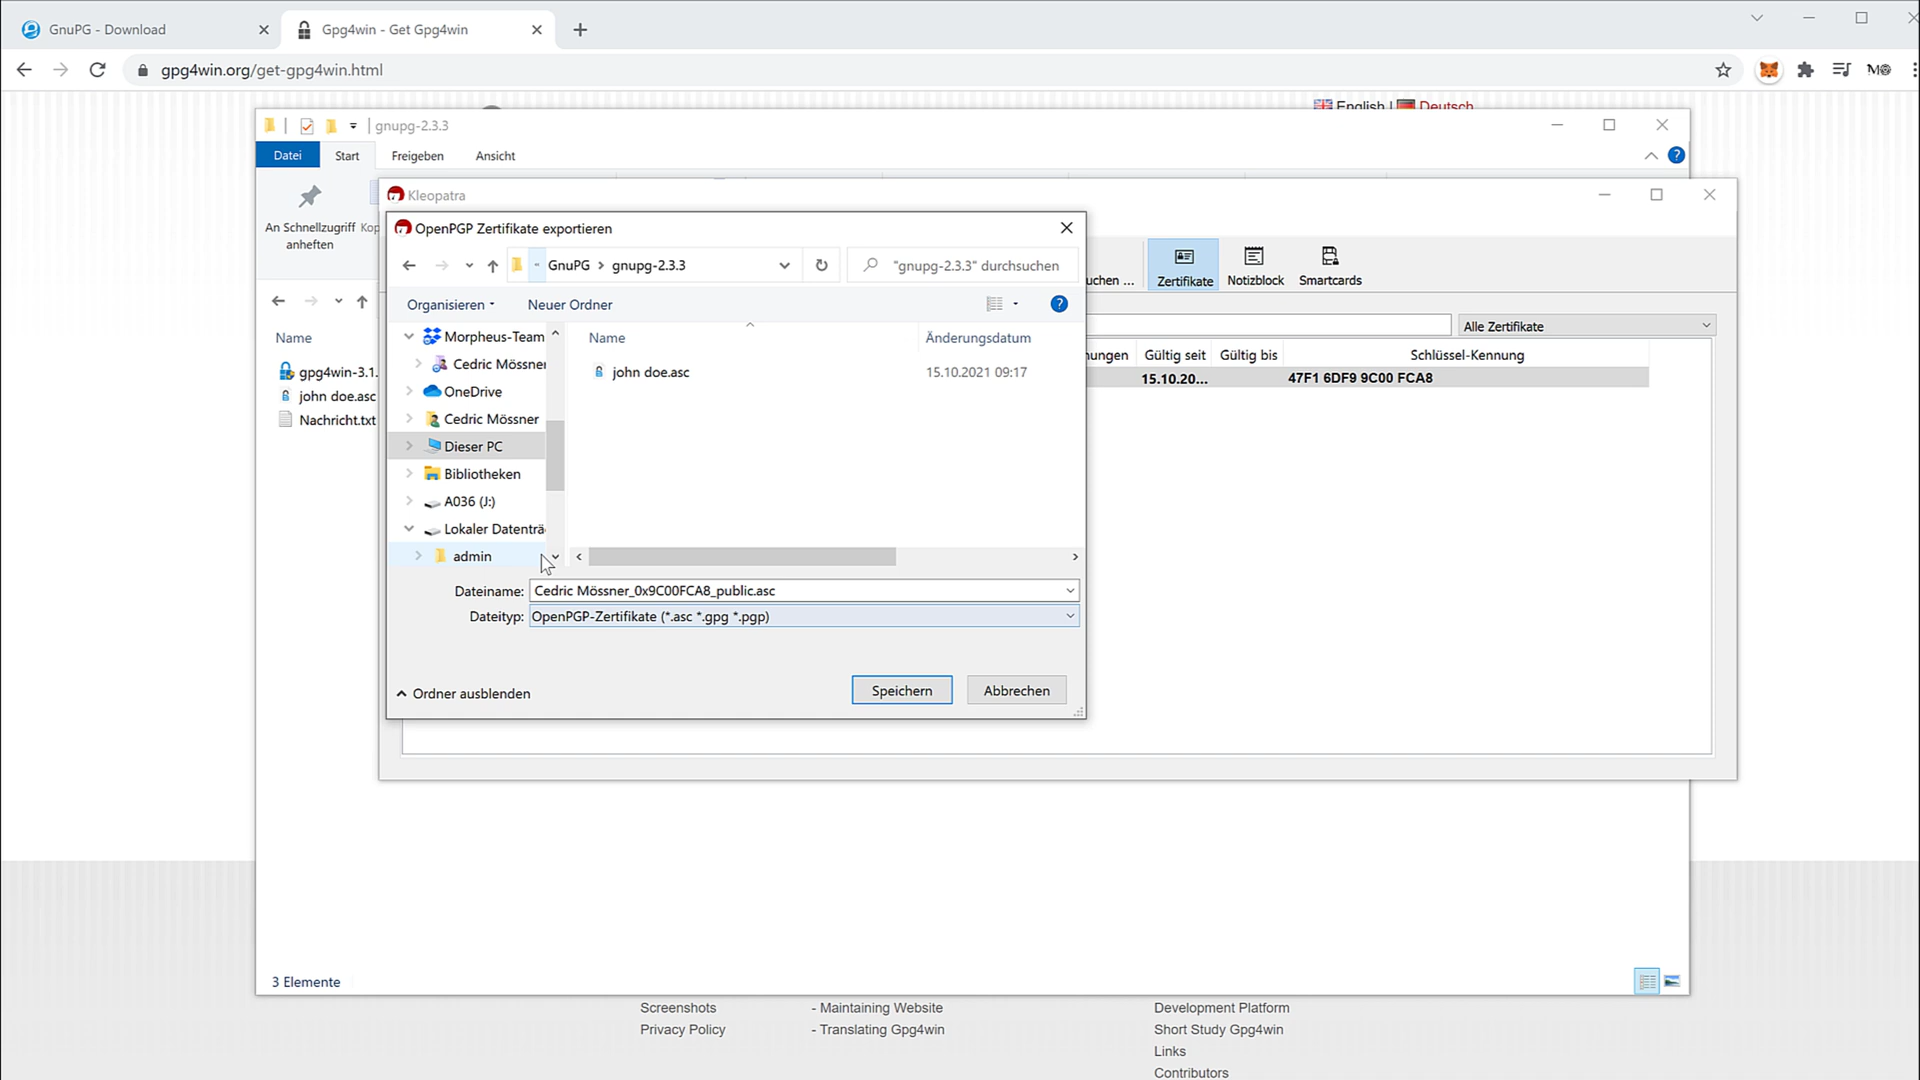 GnuPG - Download
Gpg4win - Get Gpg4win
gpg4win.org/get-gpg4win.html
English | Deutsch
gnupg-2.3.3
Datei Start Freigeben Ansicht
An Schnellzugriff
anheften
Kop
Name
gpg4win-3.1.
john doe.asc
Nachricht.txt
3 Elemente
Kleopatra
uchen ...
Zertifikate
Notizblock
Smartcards
Alle Zertifikate
nungen Gültig seit Gültig bis Schlüssel-Kennung
15.10.20... 47F1 6DF9 9C00 FCA8
OpenPGP Zertifikate exportieren
« GnuPG > gnupg-2.3.3
"gnupg-2.3.3" durchsuchen
Organisieren Neuer Ordner
Morpheus-Team
Cedric Mössner
OneDrive
Cedric Mössner
Dieser PC
Bibliotheken
A036 (J:)
Lokaler Datenträ
admin
Name Änderungsdatum
john doe.asc 15.10.2021 09:17
Dateiname: Cedric Mössner_0x9C00FCA8_public.asc
Dateityp: OpenPGP-Zertifikate (*.asc *.gpg *.pgp)
Ordner ausblenden
Speichern
Abbrechen
Screenshots
Privacy Policy
- Maintaining Website
- Translating Gpg4win
Development Platform
Short Study Gpg4win
Links
Contributors